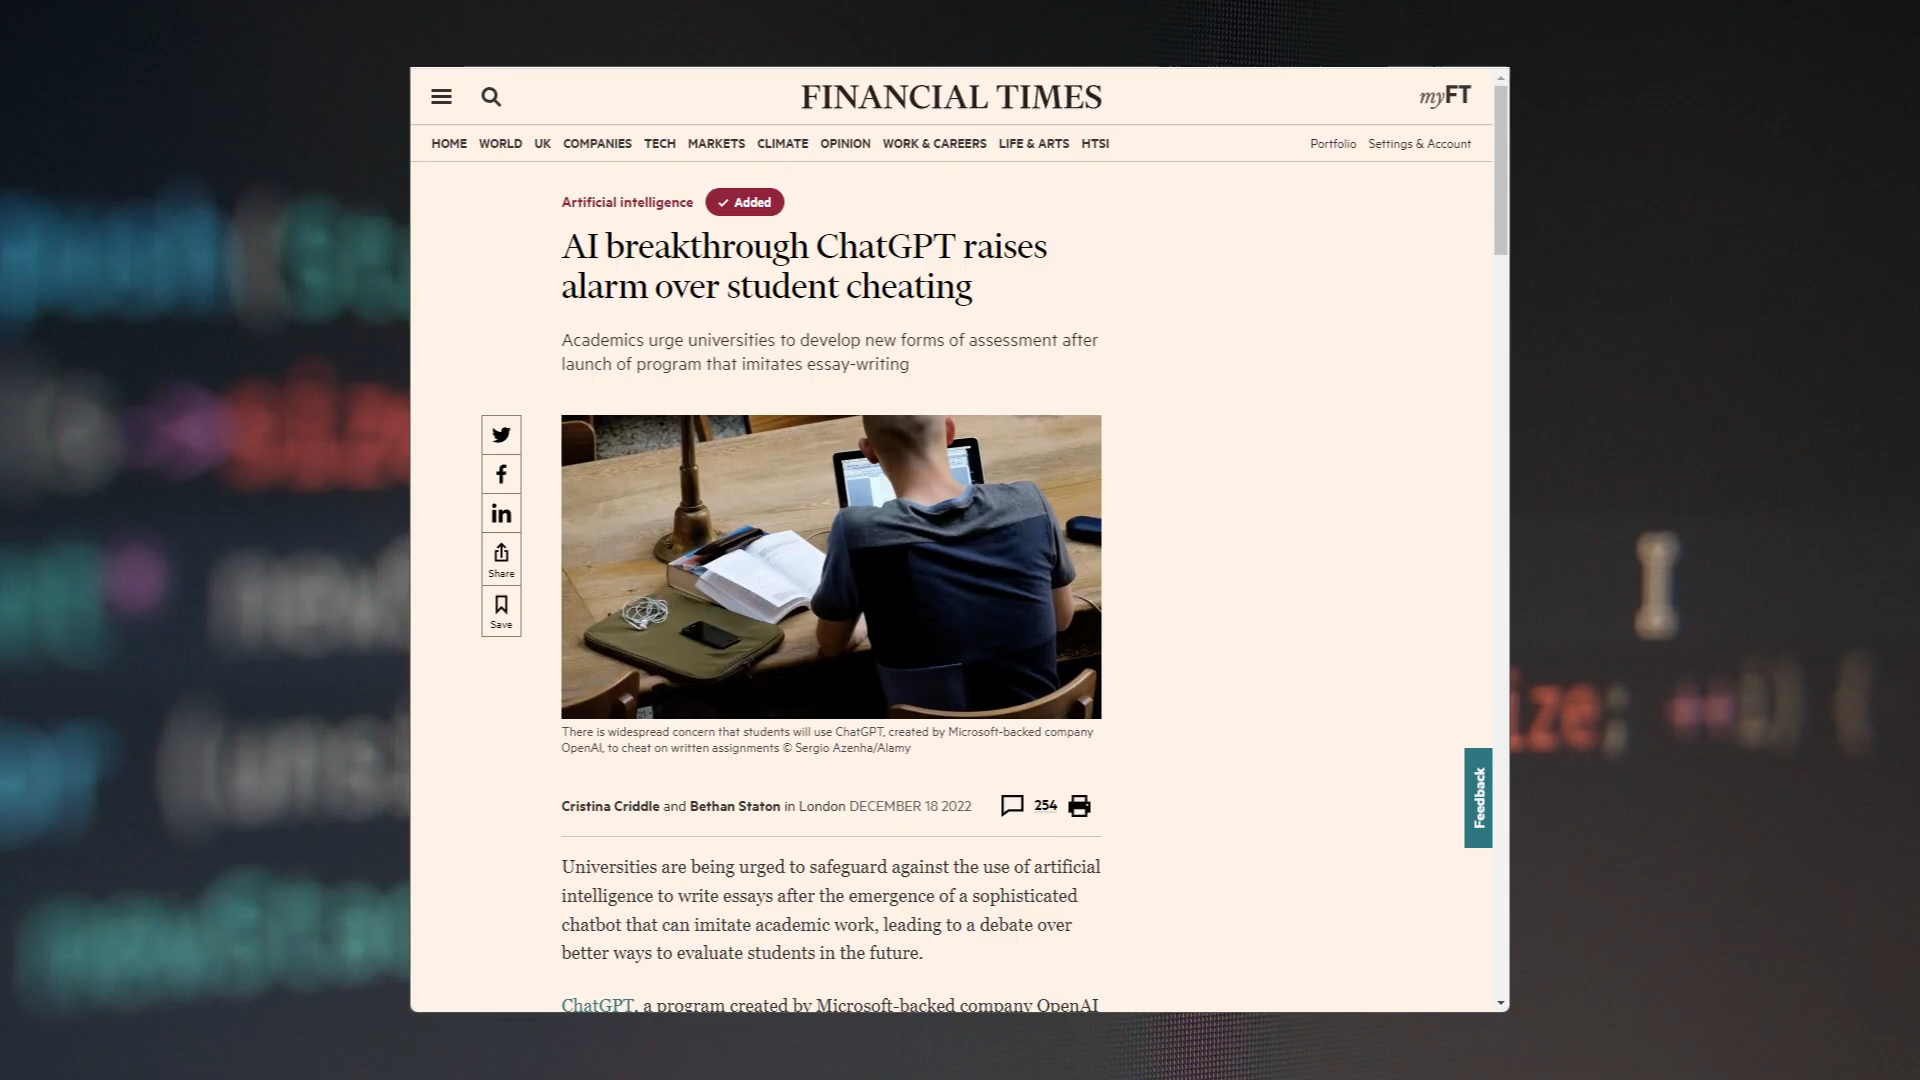 FINANCIAL TIMES
myFT
HOME WORLD UK COMPANIES TECH MARKETS CLIMATE OPINION WORK & CAREERS LIFE & ARTS HTSI
Portfolio Settings & Account
Artificial intelligence
Added
AI breakthrough ChatGPT raises
alarm over student cheating
Academics urge universities to develop new forms of assessment after
launch of program that imitates essay-writing
Share
Save
There is widespread concern that students will use ChatGPT, created by Microsoft-backed company
OpenAI, to cheat on written assignments © Sergio Azenha/Alamy
Cristina Criddle and Bethan Staton in London DECEMBER 18 2022
254
Feedback
Universities are being urged to safeguard against the use of artificial
intelligence to write essays after the emergence of a sophisticated
chatbot that can imitate academic work, leading to a debate over
better ways to evaluate students in the future.
ChatGPT, a program created by Microsoft-backed company OpenAI